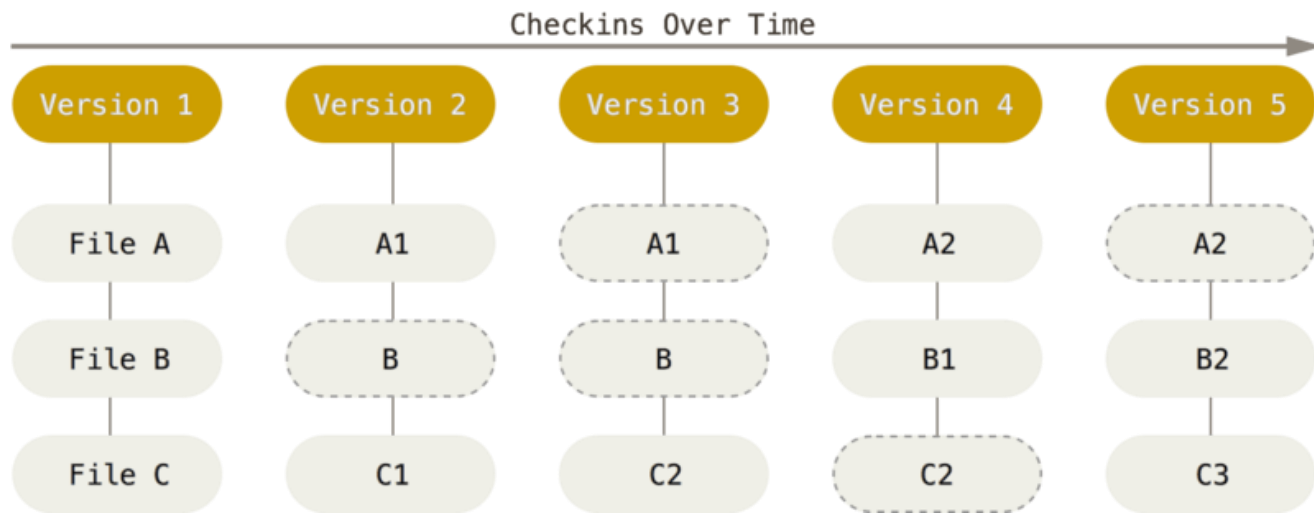 Checkins Over Time
Version 1 Version 2 Version 3 Version 4 Version 5
File A A1 A1 A2 A2
File B B B B1 B2
File C C1 C2 C2 C3